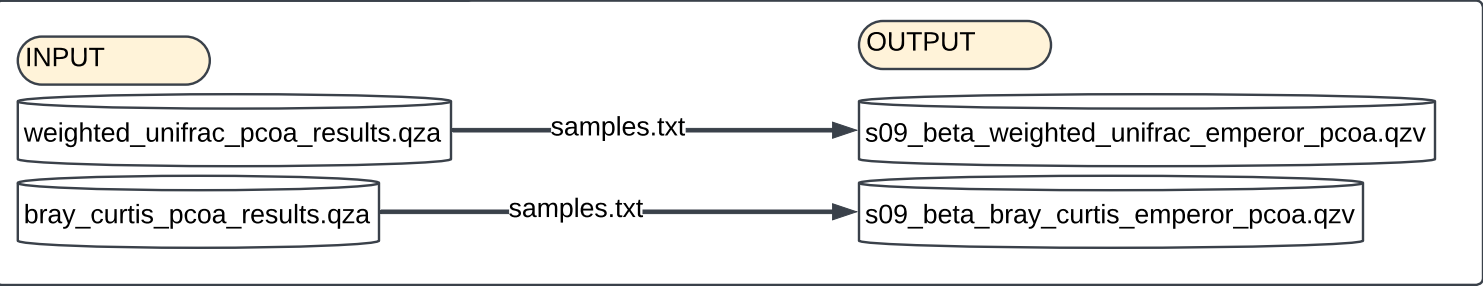 INPUT
OUTPUT
weighted_unifrac_pcoa_results.qza
samples.txt
s09_beta_weighted_unifrac_emperor_pcoa.qzv
bray_curtis_pcoa_results.qza
samples.txt
s09_beta_bray_curtis_emperor_pcoa.qzv